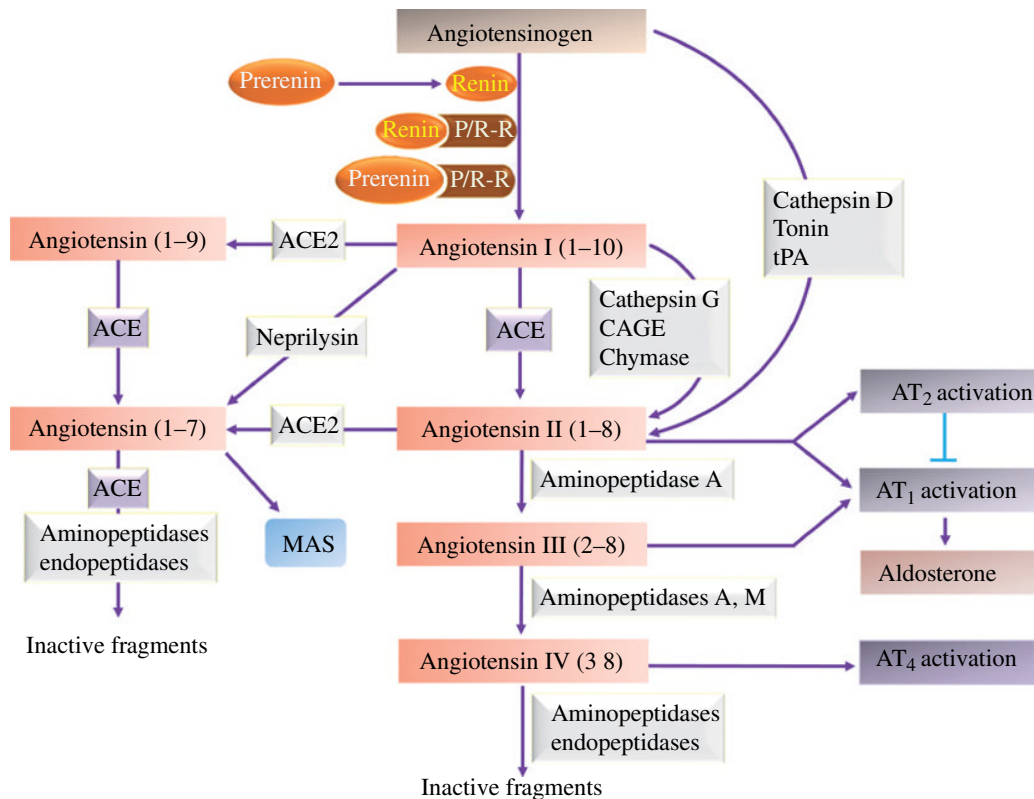 Angiotensinogen
Prerenin
Renin
Renin
P/R-R
Prerenin
P/R-R
Cathepsin D
Tonin
tPA
Angiotensin (1–9)
ACE2
Angiotensin I (1–10)
ACE
Neprilysin
ACE
Cathepsin G
CAGE
Chymase
Angiotensin (1–7)
ACE2
Angiotensin II (1–8)
AT2 activation
ACE
Aminopeptidase A
AT1 activation
Aminopeptidases
endopeptidases
MAS
Angiotensin III (2–8)
Aldosterone
Aminopeptidases A, M
Inactive fragments
Angiotensin IV (3 8)
AT4 activation
Aminopeptidases
endopeptidases
Inactive fragments